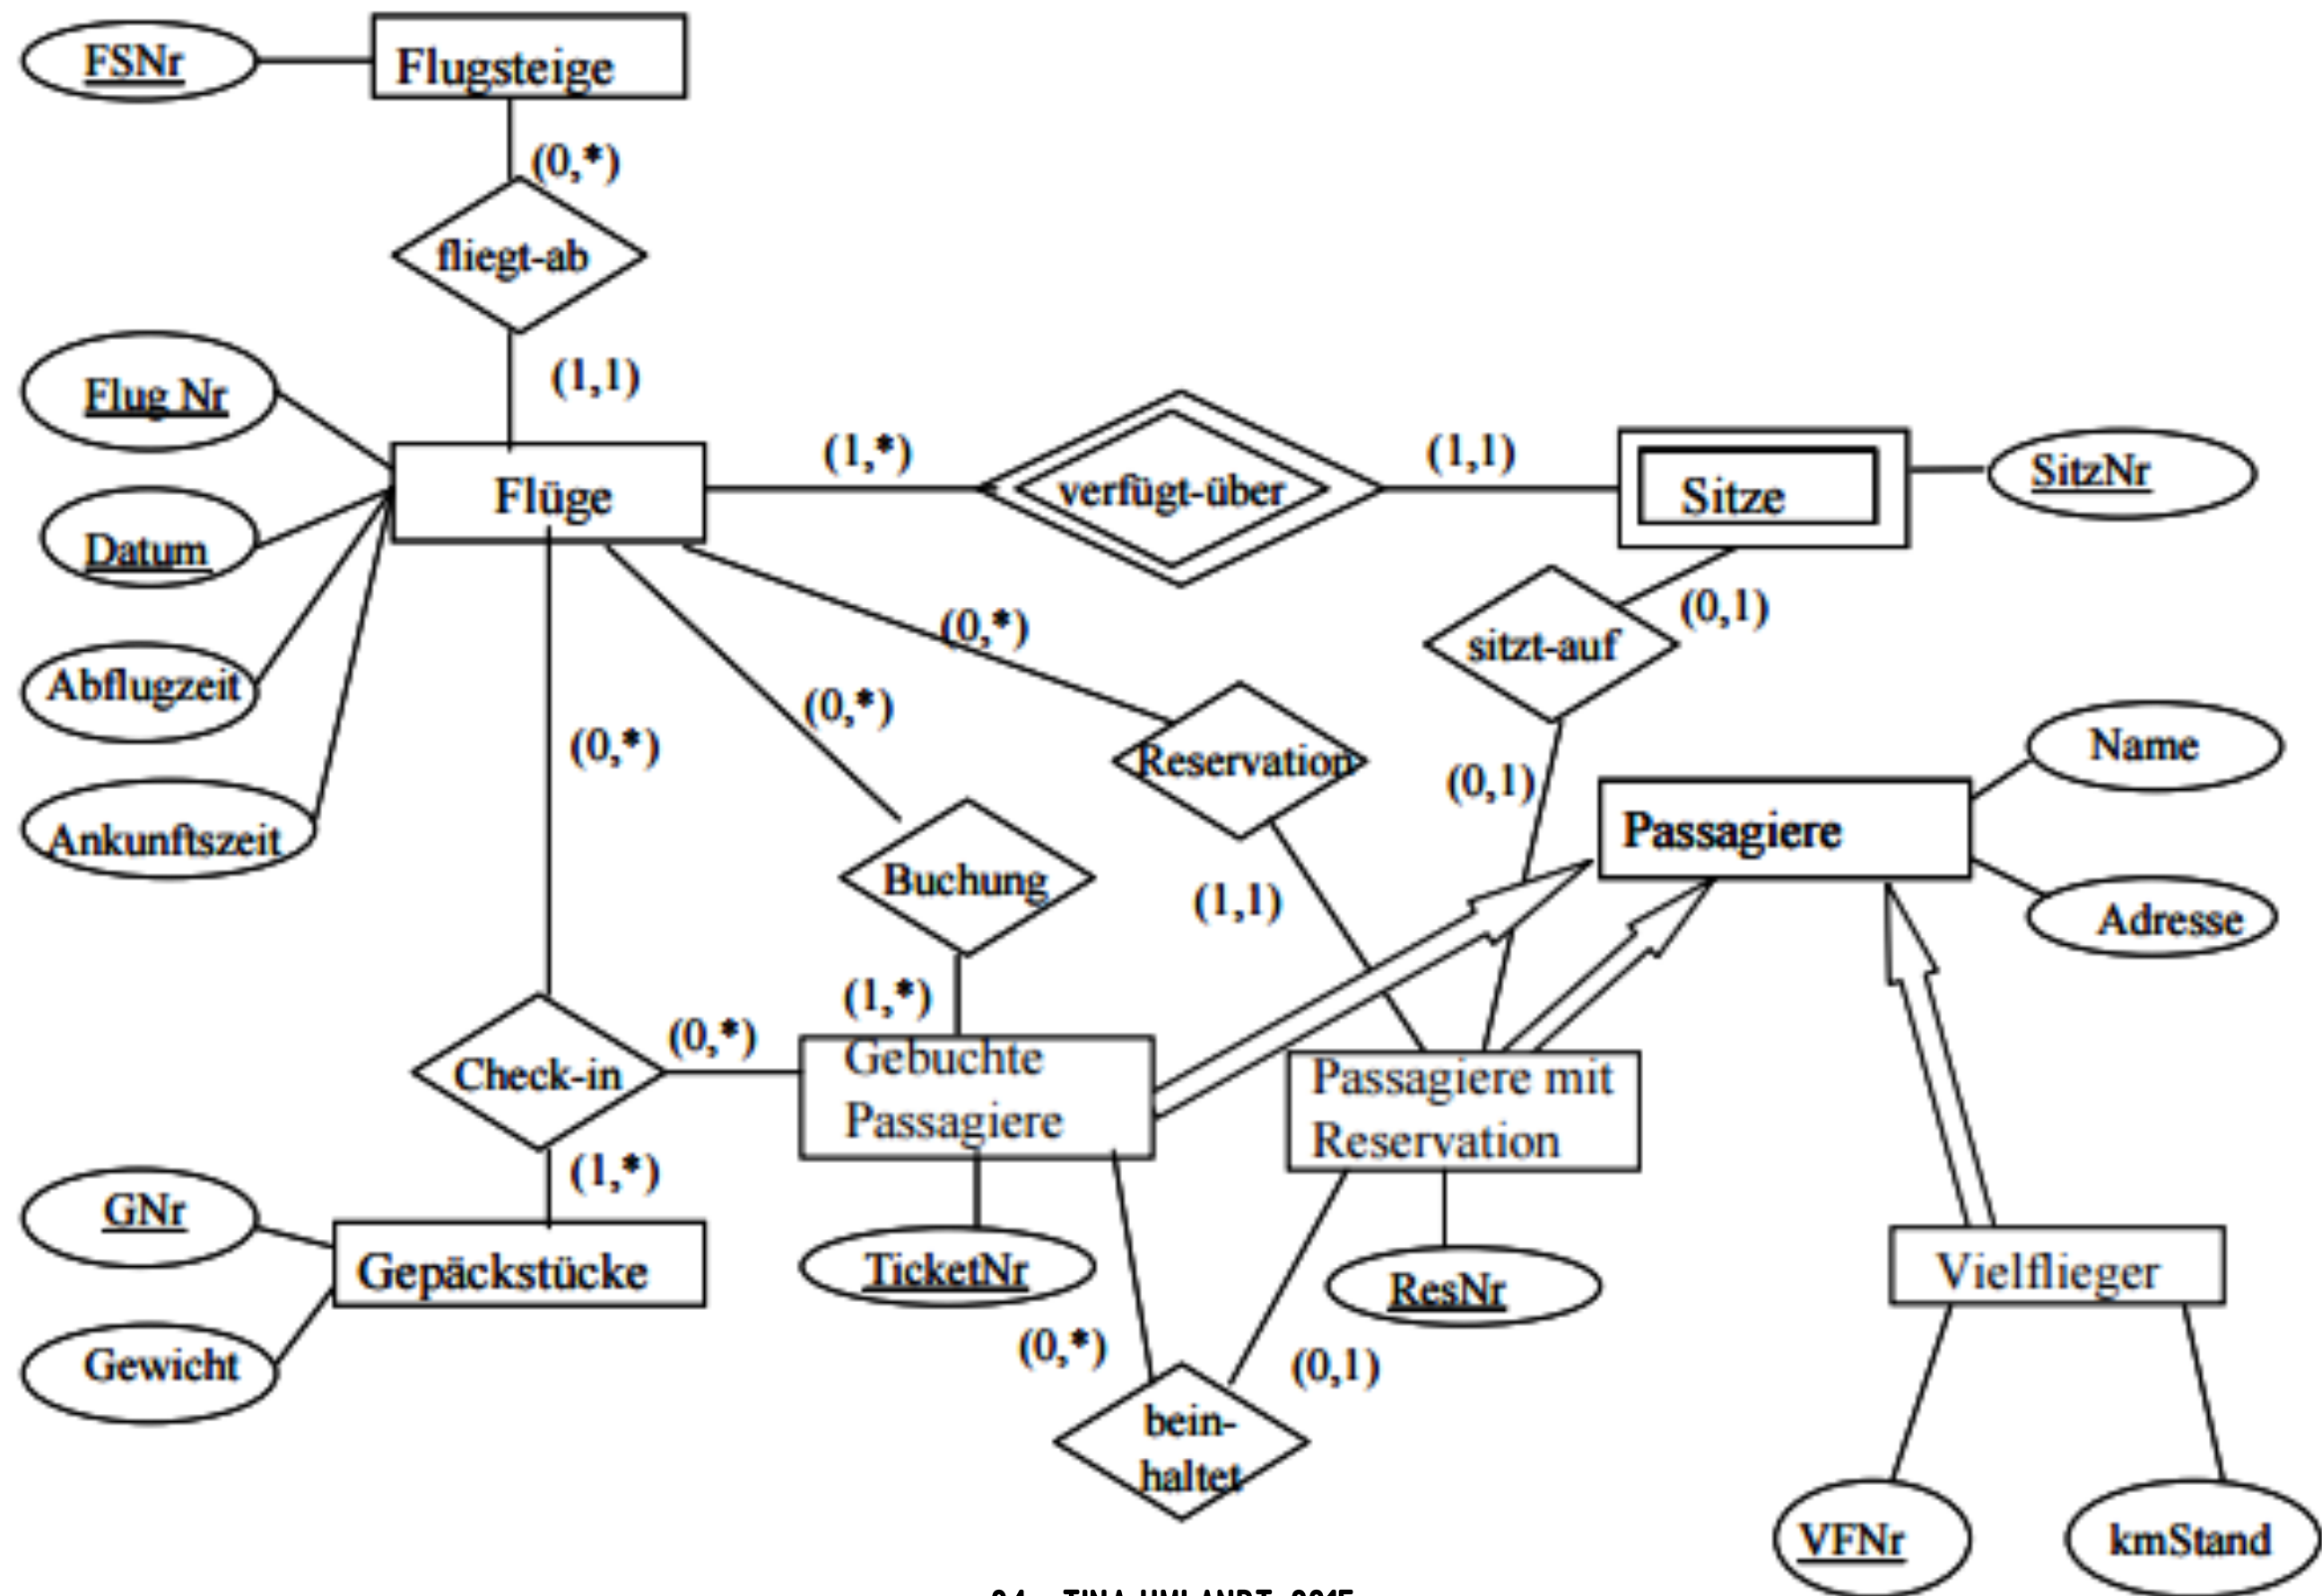 FSNr
Flugsteige
(0,*)
fliegt-ab
(1,1)
Flug Nr
Datum
Abflugzeit
Ankunftszeit
Flüge
(1,*)
verfügt-über
(1,1)
Sitze
SitzNr
(0,1)
sitzt-auf
(0,1)
(0,*)
Reservation
(1,1)
(0,*)
Buchung
(1,*)
(0,*)
Check-in
(0,*)
(1,*)
Passagiere
Name
Adresse
Gebuchte
Passagiere
Passagiere mit
Reservation
GNr
Gewicht
Gepäckstücke
TicketNr
ResNr
Vielflieger
(0,*)
(0,1)
bein-
haltet
VFNr
kmStand